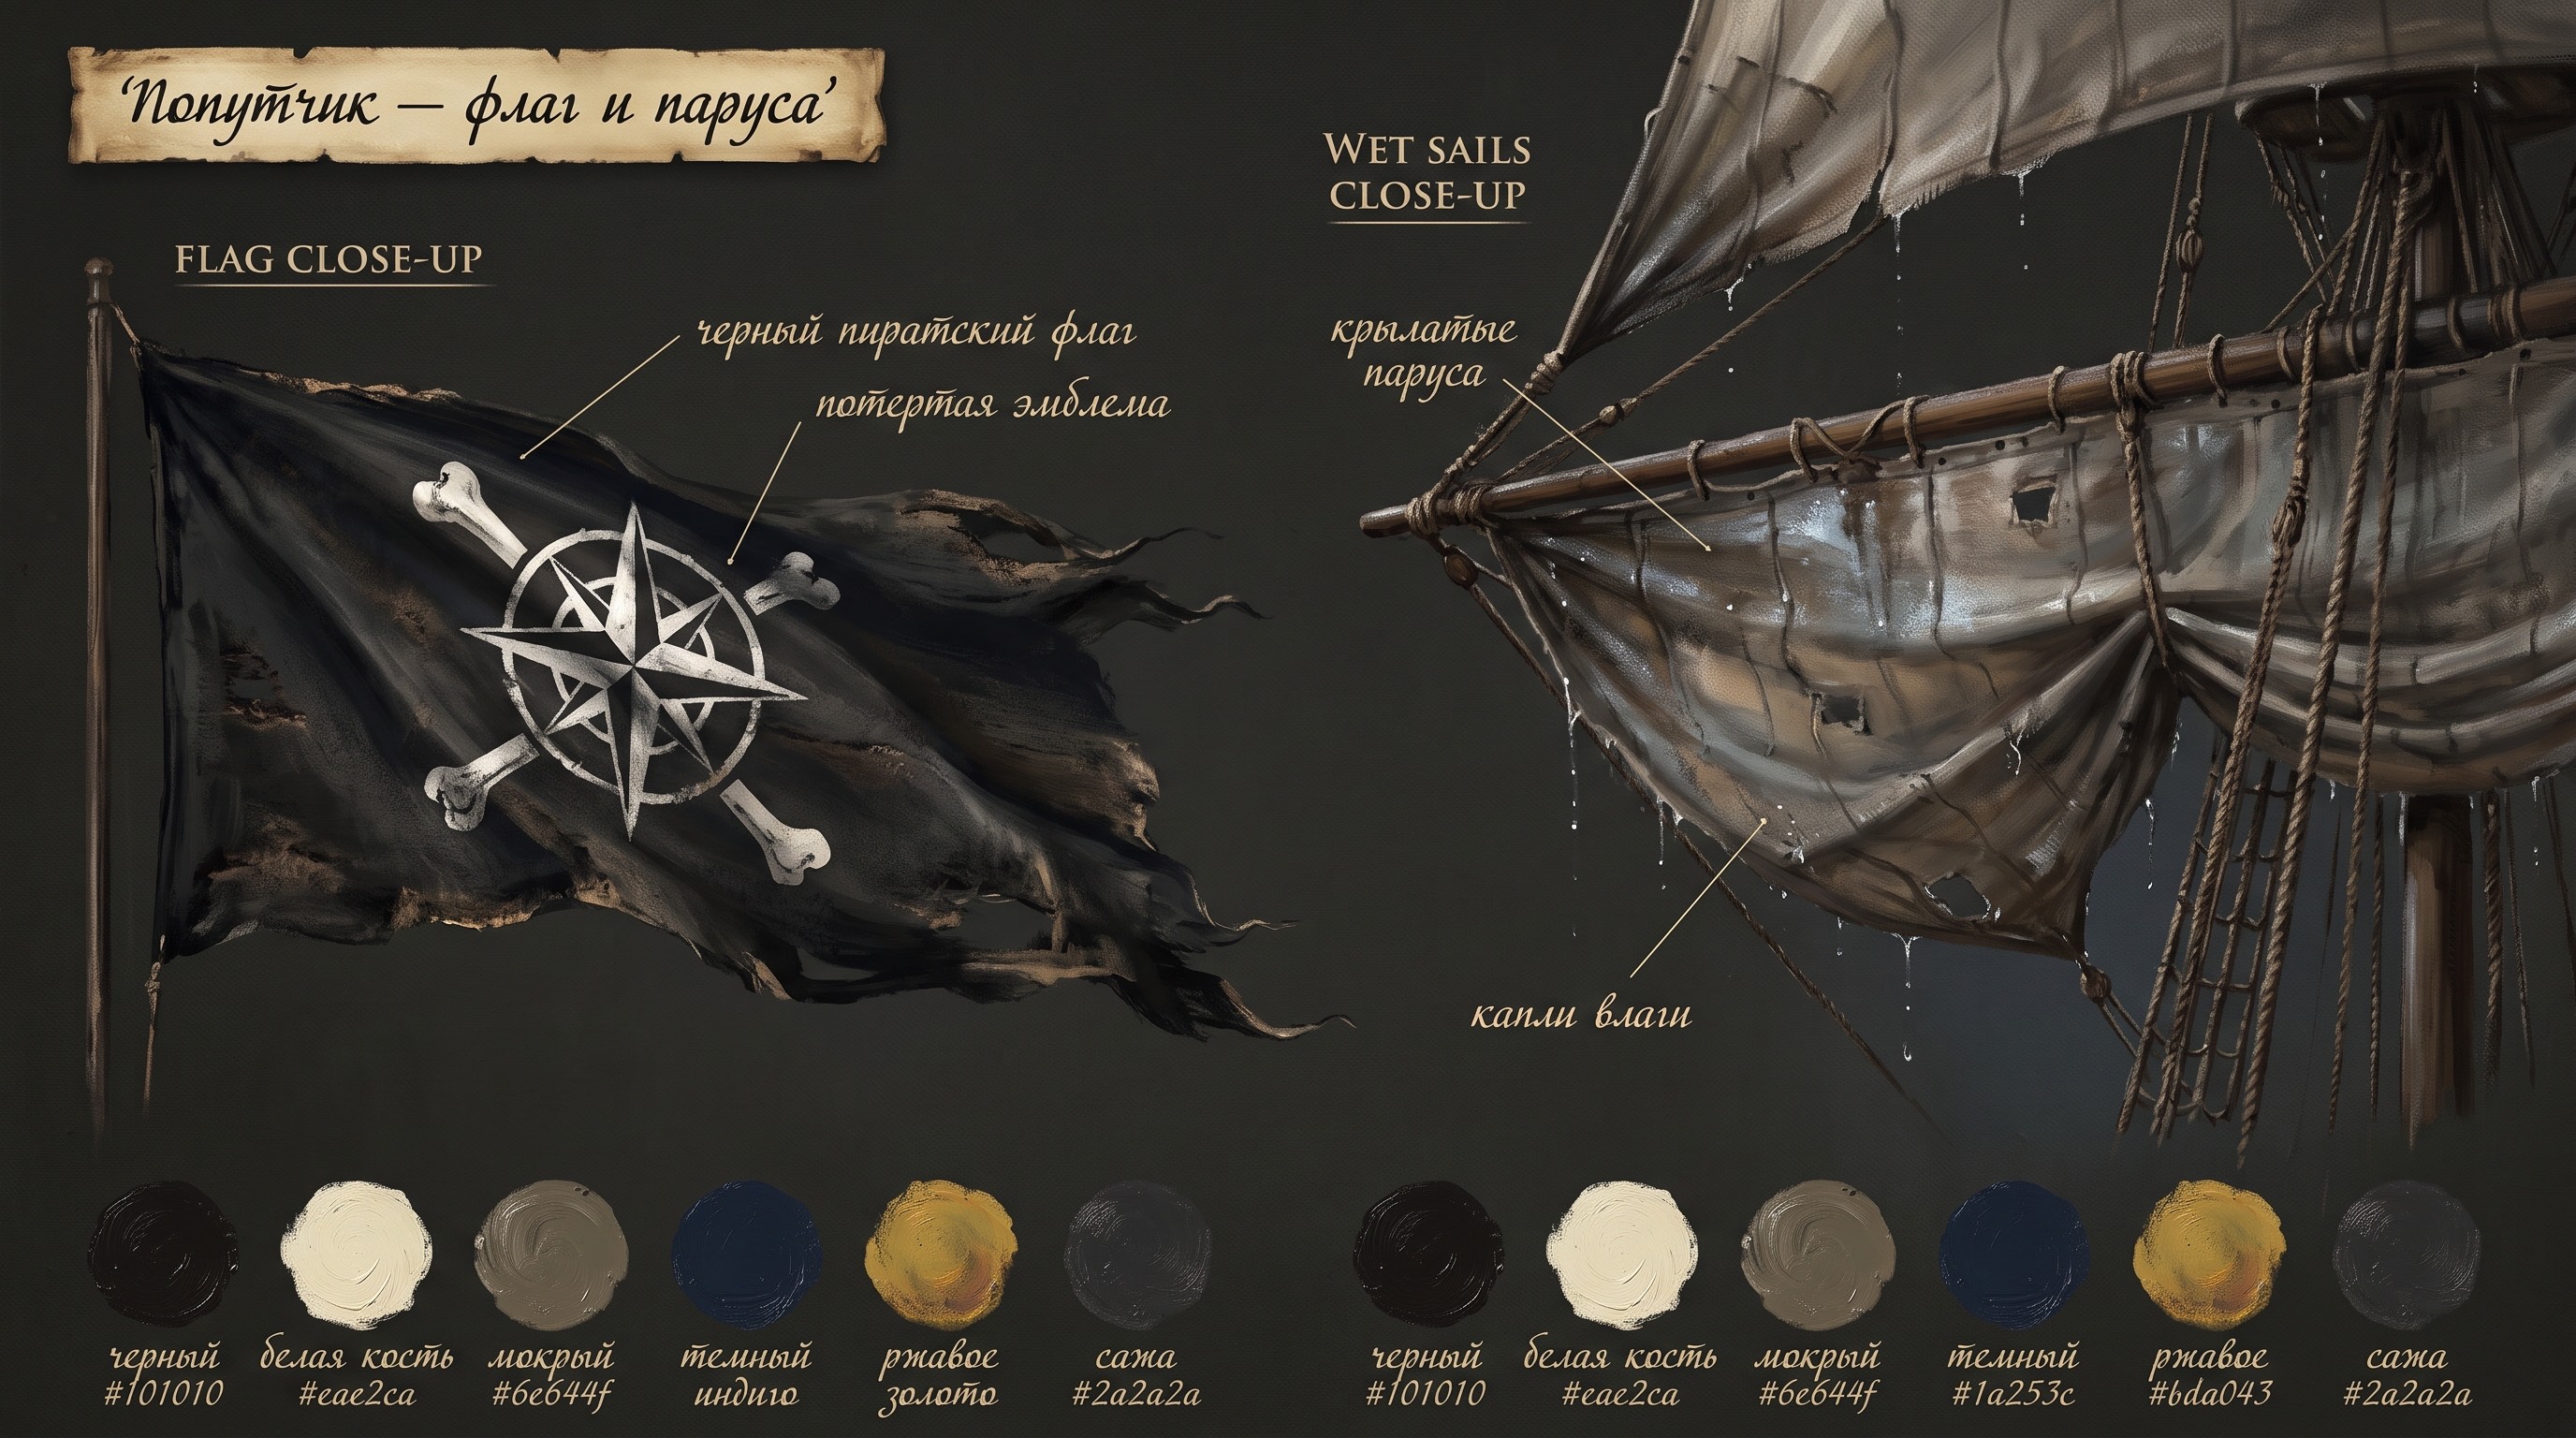 ‘Попутчик — флаг и паруса’
FLAG CLOSE-UP
черный пиратский флаг
потертая эмблема
WET SAILS
CLOSE-UP
крылатые
паруса
капли влаги
черный
#101010
белая кость
#eae2ca
мокрый
#6e644f
темный
индиго
ржавое
золото
сажа
#2a2a2a
черный
#101010
белая кость
#eae2ca
мокрый
#6e644f
темный
#1a253c
ржавое
#bda043
сажа
#2a2a2a